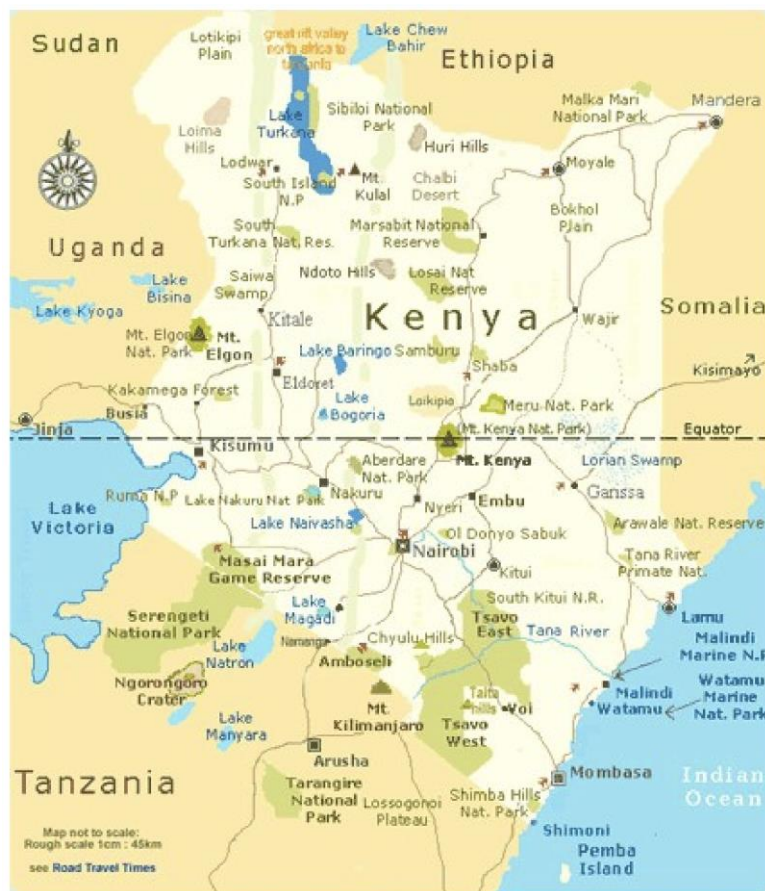 Sudan
Lotikipi
Plain
great rift valley
north africa to
tanzania
Lake Chew
Bahir
Ethiopia
Malka Mari
National Park
Mandera
Loima
Hills
Lake
Turkana
Sibiloi National
Park
Huri Hills
Lodwar
South Island
N.P
Mt
Kulal
Chalbi
Desert
Moyale
Bokhol
Plain
Uganda
South
Turkana Nat. Res.
Marsabit National
Reserve
Lake
Bisina
Saiwa
Swamp
Ndoto Hills
Losai Nat
Reserve
Lake Kyoga
Kenya
Somalia
Kitale
Wajir
Mt. Elgon
Nat. Park
Mt.
Elgon
Lake Baringo
Samburu
Shaba
Kisimayo
Eldoret
Kakamega Forest
Lake
Bogoria
Laikipia
Meru Nat. Park
Busia
Jinja
(Mt. Kenya Nat. Park)
Equator
Kisumu
Mt. Kenya
Aberdare
Nat. Park
Lorian Swamp
Lake
Victoria
Ruma N.P
Lake Nakuru Nat Park
Nakuru
Nyeri
Embu
Garissa
Lake Naivasha
Ol Donyo Sabuk
Arawale Nat. Reserve
Masai Mara
Game Reserve
Nairobi
Kitui
Tana River
Primate Nat.
Serengeti
National Park
Lake
Magadi
South Kitui N.R.
Tsavo
East
Tana River
Lamu
Lake
Natron
Namanga
Chyulu Hills
Malindi
Marine N.P
Amboseli
Ngorongoro
Crater
Mt.
Kilimanjaro
Taita
hills
Voi
Malindi
Watamu
Watamu
Marine
Nat. Park
Lake
Manyara
Tsavo
West
Arusha
Mombasa
Tanzania
Tarangire
National
Park
Lossogonoi
Plateau
Shimba Hills
Nat. Park
Indian
Ocean
Shimoni
Pemba
Island
Map not to scale:
Rough scale 1cm : 45km
see Road Travel Times